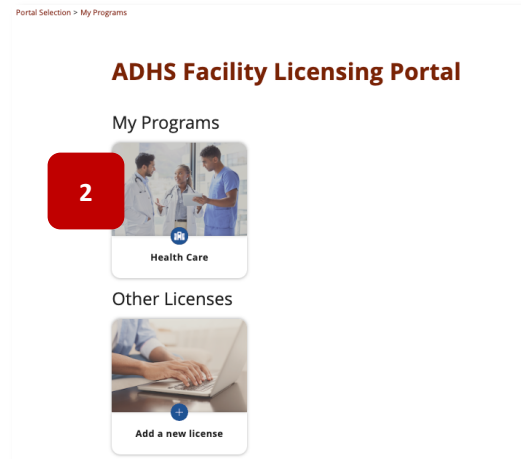 Portal Selection > My Programs
ADHS Facility Licensing Portal
My Programs
2
Health Care
Other Licenses
Add a new license